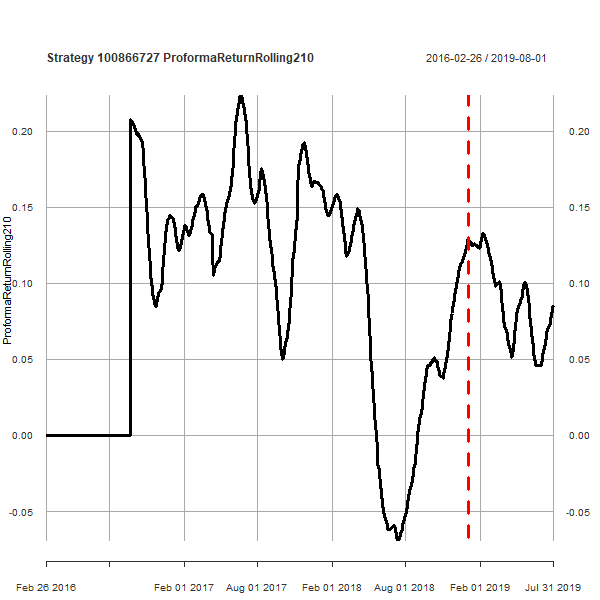 Strategy 100866727 ProformaReturnRolling210
2016-02-26 / 2019-08-01
ProformaReturnRolling210
0.20
0.15
0.10
0.05
0.00
-0.05
0.20
0.15
0.10
0.05
0.00
-0.05
Feb 26 2016
Feb 01 2017
Aug 01 2017
Feb 01 2018
Aug 01 2018
Feb 01 2019
Jul 31 2019